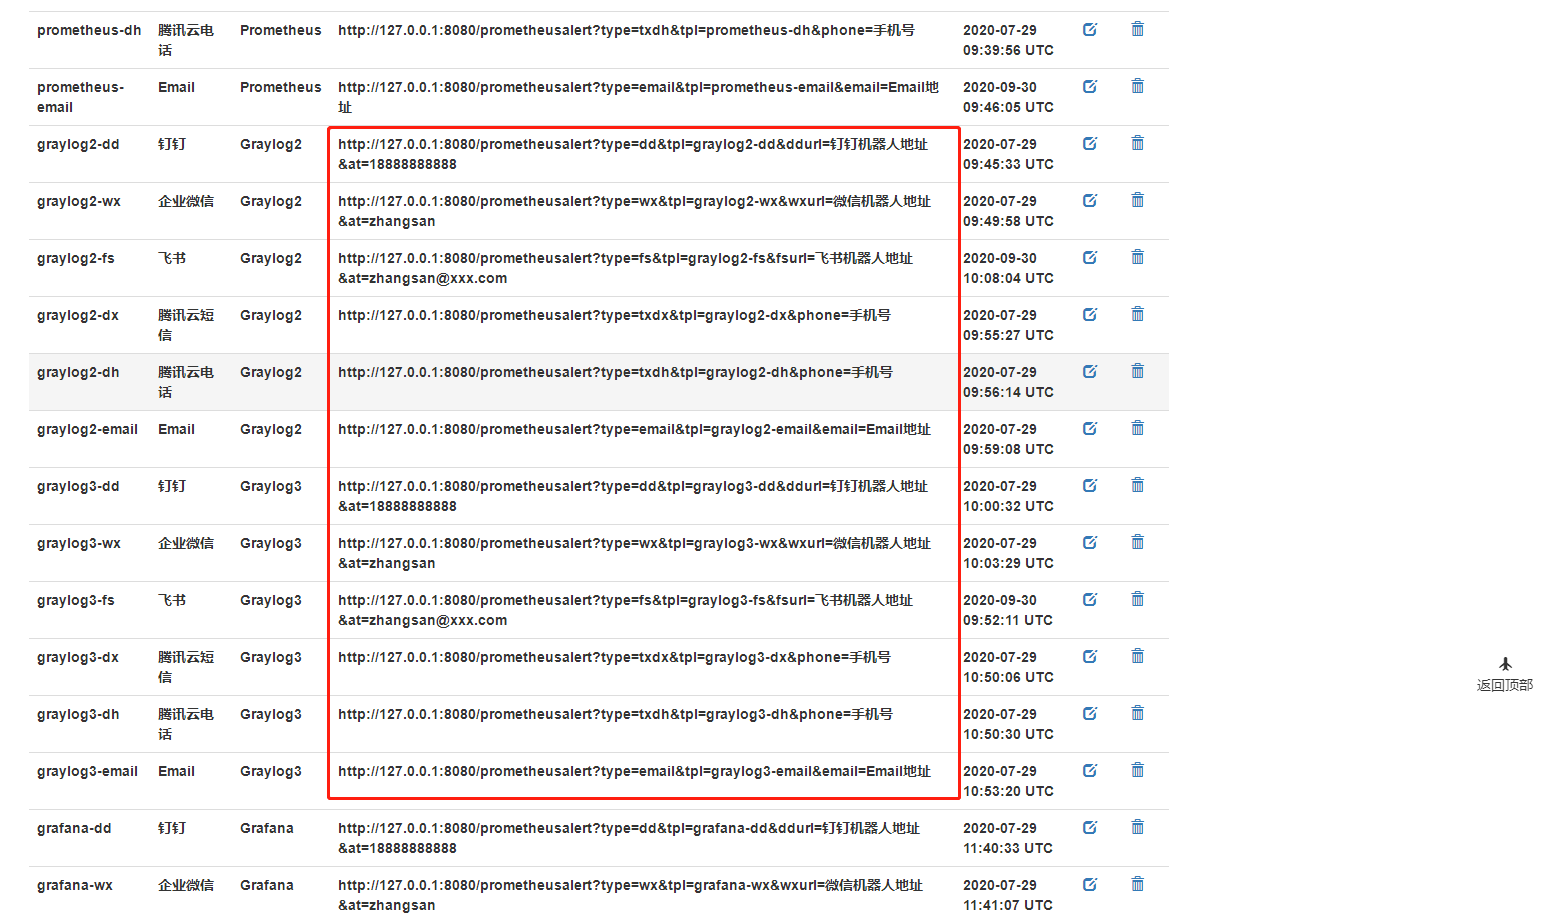 prometheus-dh 腾讯云电 Prometheus http://127.0.0.1:8080/prometheusalert?type=txdh&tpl=prometheus-dh&phone=手机号 2020-07-29
话 09:39:56 UTC
prometheus- Email Prometheus http://127.0.0.1:8080/prometheusalert?type=email&tpl=prometheus-email&email=Email地 2020-09-30
email 址 09:46:05 UTC
graylog2-dd 钉钉 Graylog2 http://127.0.0.1:8080/prometheusalert?type=dd&tpl=graylog2-dd&ddurl=钉钉机器人地址 2020-07-29
&at=18888888888 09:45:33 UTC
graylog2-wx 企业微信 Graylog2 http://127.0.0.1:8080/prometheusalert?type=wx&tpl=graylog2-wx&wxurl=微信机器人地址 2020-07-29
&at=zhangsan 09:49:58 UTC
graylog2-fs 飞书 Graylog2 http://127.0.0.1:8080/prometheusalert?type=fs&tpl=graylog2-fs&fsurl=飞书机器人地址 2020-09-30
&at=zhangsan@xxx.com 10:08:04 UTC
graylog2-dx 腾讯云短 Graylog2 http://127.0.0.1:8080/prometheusalert?type=txdx&tpl=graylog2-dx&phone=手机号 2020-07-29
信 09:55:27 UTC
graylog2-dh 腾讯云电 Graylog2 http://127.0.0.1:8080/prometheusalert?type=txdh&tpl=graylog2-dh&phone=手机号 2020-07-29
话 09:56:14 UTC
graylog2-email Email Graylog2 http://127.0.0.1:8080/prometheusalert?type=email&tpl=graylog2-email&email=Email地址 2020-07-29
09:59:08 UTC
graylog3-dd 钉钉 Graylog3 http://127.0.0.1:8080/prometheusalert?type=dd&tpl=graylog3-dd&ddurl=钉钉机器人地址 2020-07-29
&at=18888888888 10:00:32 UTC
graylog3-wx 企业微信 Graylog3 http://127.0.0.1:8080/prometheusalert?type=wx&tpl=graylog3-wx&wxurl=微信机器人地址 2020-07-29
&at=zhangsan 10:03:29 UTC
graylog3-fs 飞书 Graylog3 http://127.0.0.1:8080/prometheusalert?type=fs&tpl=graylog3-fs&fsurl=飞书机器人地址 2020-09-30
&at=zhangsan@xxx.com 09:52:11 UTC
graylog3-dx 腾讯云短 Graylog3 http://127.0.0.1:8080/prometheusalert?type=txdx&tpl=graylog3-dx&phone=手机号 2020-07-29
信 10:50:06 UTC
返回顶部
graylog3-dh 腾讯云电 Graylog3 http://127.0.0.1:8080/prometheusalert?type=txdh&tpl=graylog3-dh&phone=手机号 2020-07-29
话 10:50:30 UTC
graylog3-email Email Graylog3 http://127.0.0.1:8080/prometheusalert?type=email&tpl=graylog3-email&email=Email地址 2020-07-29
10:53:20 UTC
grafana-dd 钉钉 Grafana http://127.0.0.1:8080/prometheusalert?type=dd&tpl=grafana-dd&ddurl=钉钉机器人地址 2020-07-29
&at=18888888888 11:40:33 UTC
grafana-wx 企业微信 Grafana http://127.0.0.1:8080/prometheusalert?type=wx&tpl=grafana-wx&wxurl=微信机器人地址 2020-07-29
&at=zhangsan 11:41:07 UTC